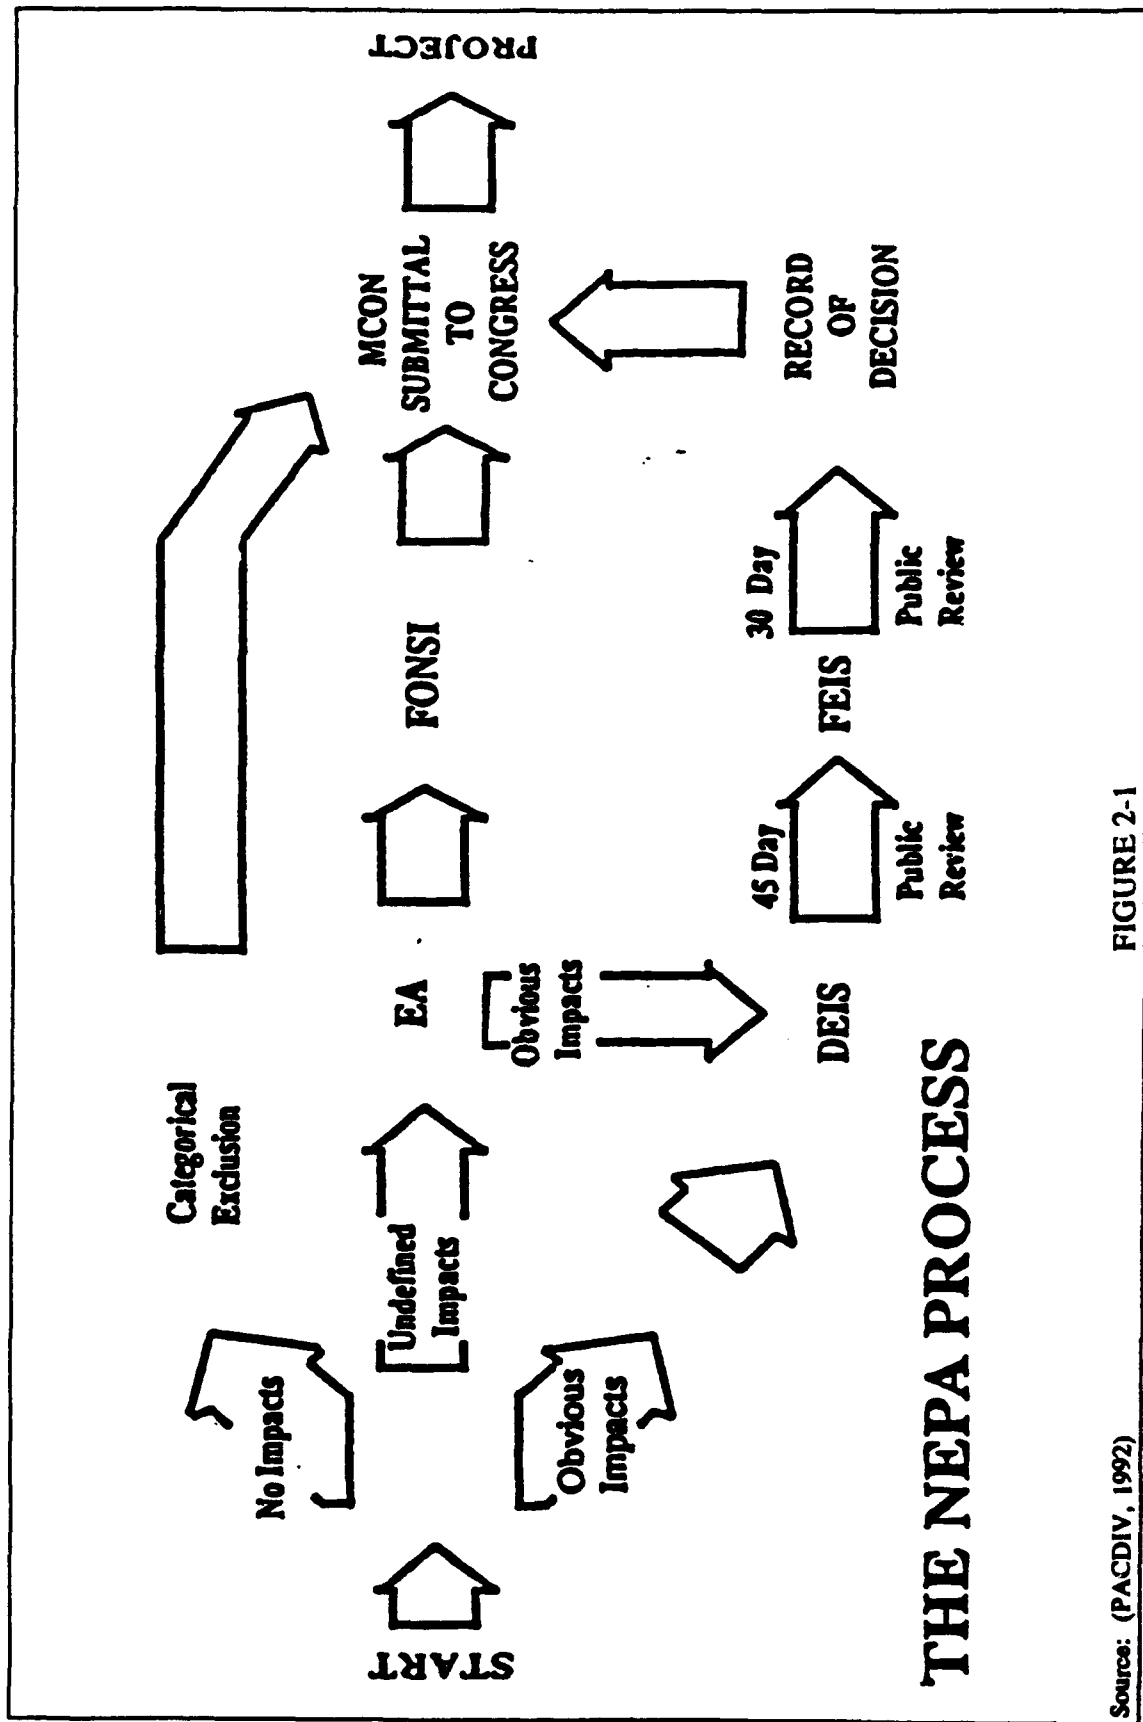 START
No Impacts
Categorical
Exclusion
Undefined
Impacts
EA
FONSI
MCON
SUBMITTAL
TO
CONGRESS
PROJECT
Obvious
Impacts
Obvious
Impacts
DEIS
45 Day
Public
Review
FEIS
30 Day
Public
Review
RECORD
OF
DECISION
THE NEPA PROCESS
Source: (PACDIV, 1992)
FIGURE 2-1